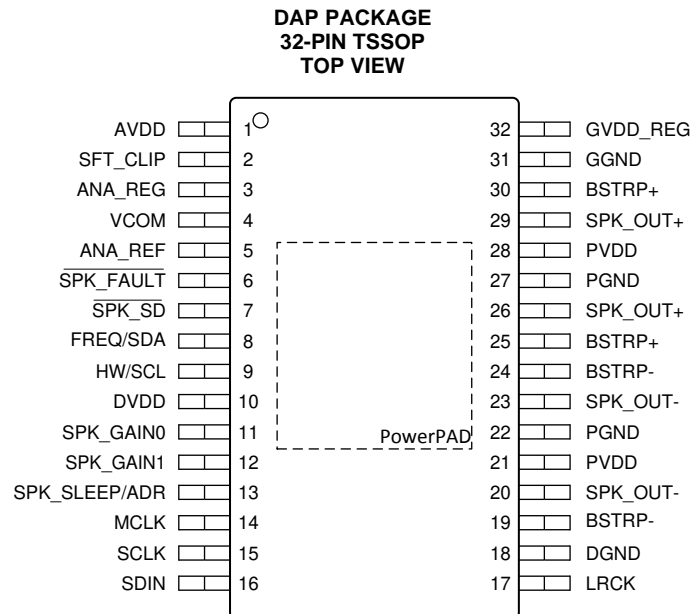 DAP PACKAGE
32-PIN TSSOP
TOP VIEW
AVDD 1 32 GVDD_REG
SFT_CLIP 2 31 GGND
ANA_REG 3 30 BSTRP+
VCOM 4 29 SPK_OUT+
ANA_REF 5 28 PVDD
SPK_FAULT 6 27 PGND
SPK_SD 7 26 SPK_OUT+
FREQ/SDA 8 25 BSTRP+
HW/SCL 9 24 BSTRP-
DVDD 10 23 SPK_OUT-
SPK_GAIN0 11 PowerPAD 22 PGND
SPK_GAIN1 12 21 PVDD
SPK_SLEEP/ADR 13 20 SPK_OUT-
MCLK 14 19 BSTRP-
SCLK 15 18 DGND
SDIN 16 17 LRCK